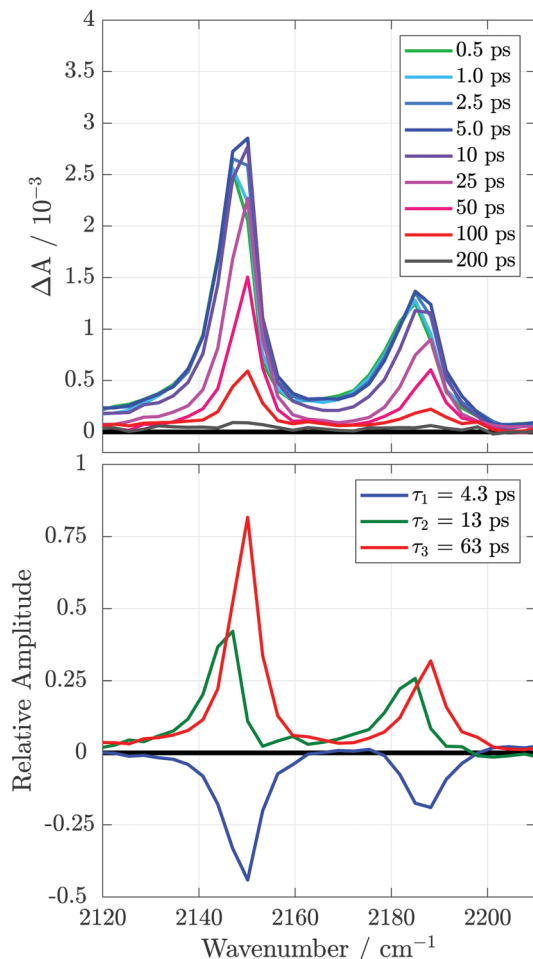 4
3.5
3
2.5
2
1.5
1
0.5
0
ΔA / 10⁻³
0.5 ps
1.0 ps
2.5 ps
5.0 ps
10 ps
25 ps
50 ps
100 ps
200 ps
1
0.75
0.5
0.25
0
-0.25
-0.5
Relative Amplitude
τ₁ = 4.3 ps
τ₂ = 13 ps
τ₃ = 63 ps
2120 2140 2160 2180 2200
Wavenumber / cm⁻¹